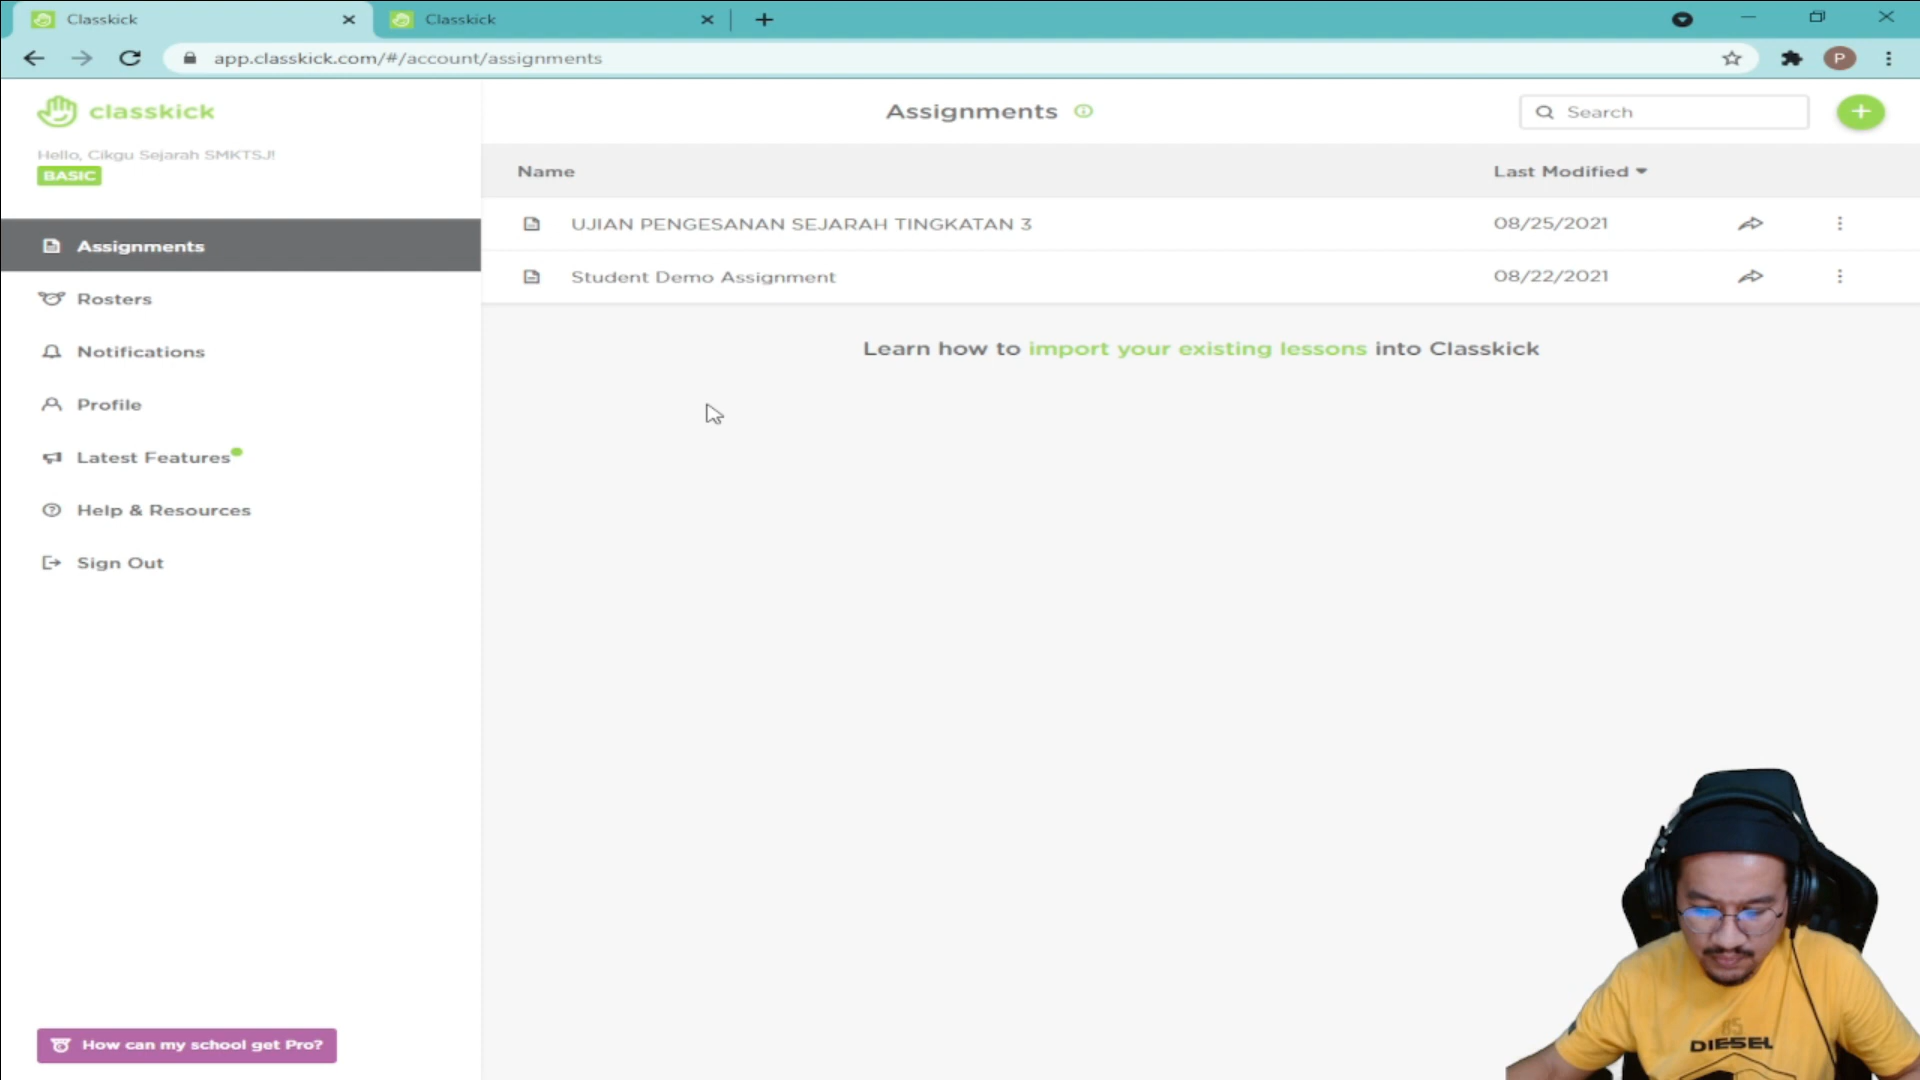 Classkick
Classkick
app.classkick.com/#/account/assignments
P
classkick
Hello, Cikgu Sejarah SMKTSJ!
BASIC
Assignments
Rosters
Notifications
Profile
Latest Features
Help & Resources
Sign Out
How can my school get Pro?
Assignments
Search
Name Last Modified
UJIAN PENGESANAN SEJARAH TINGKATAN 3 08/25/2021
Student Demo Assignment 08/22/2021
Learn how to import your existing lessons into Classkick
DIESEL